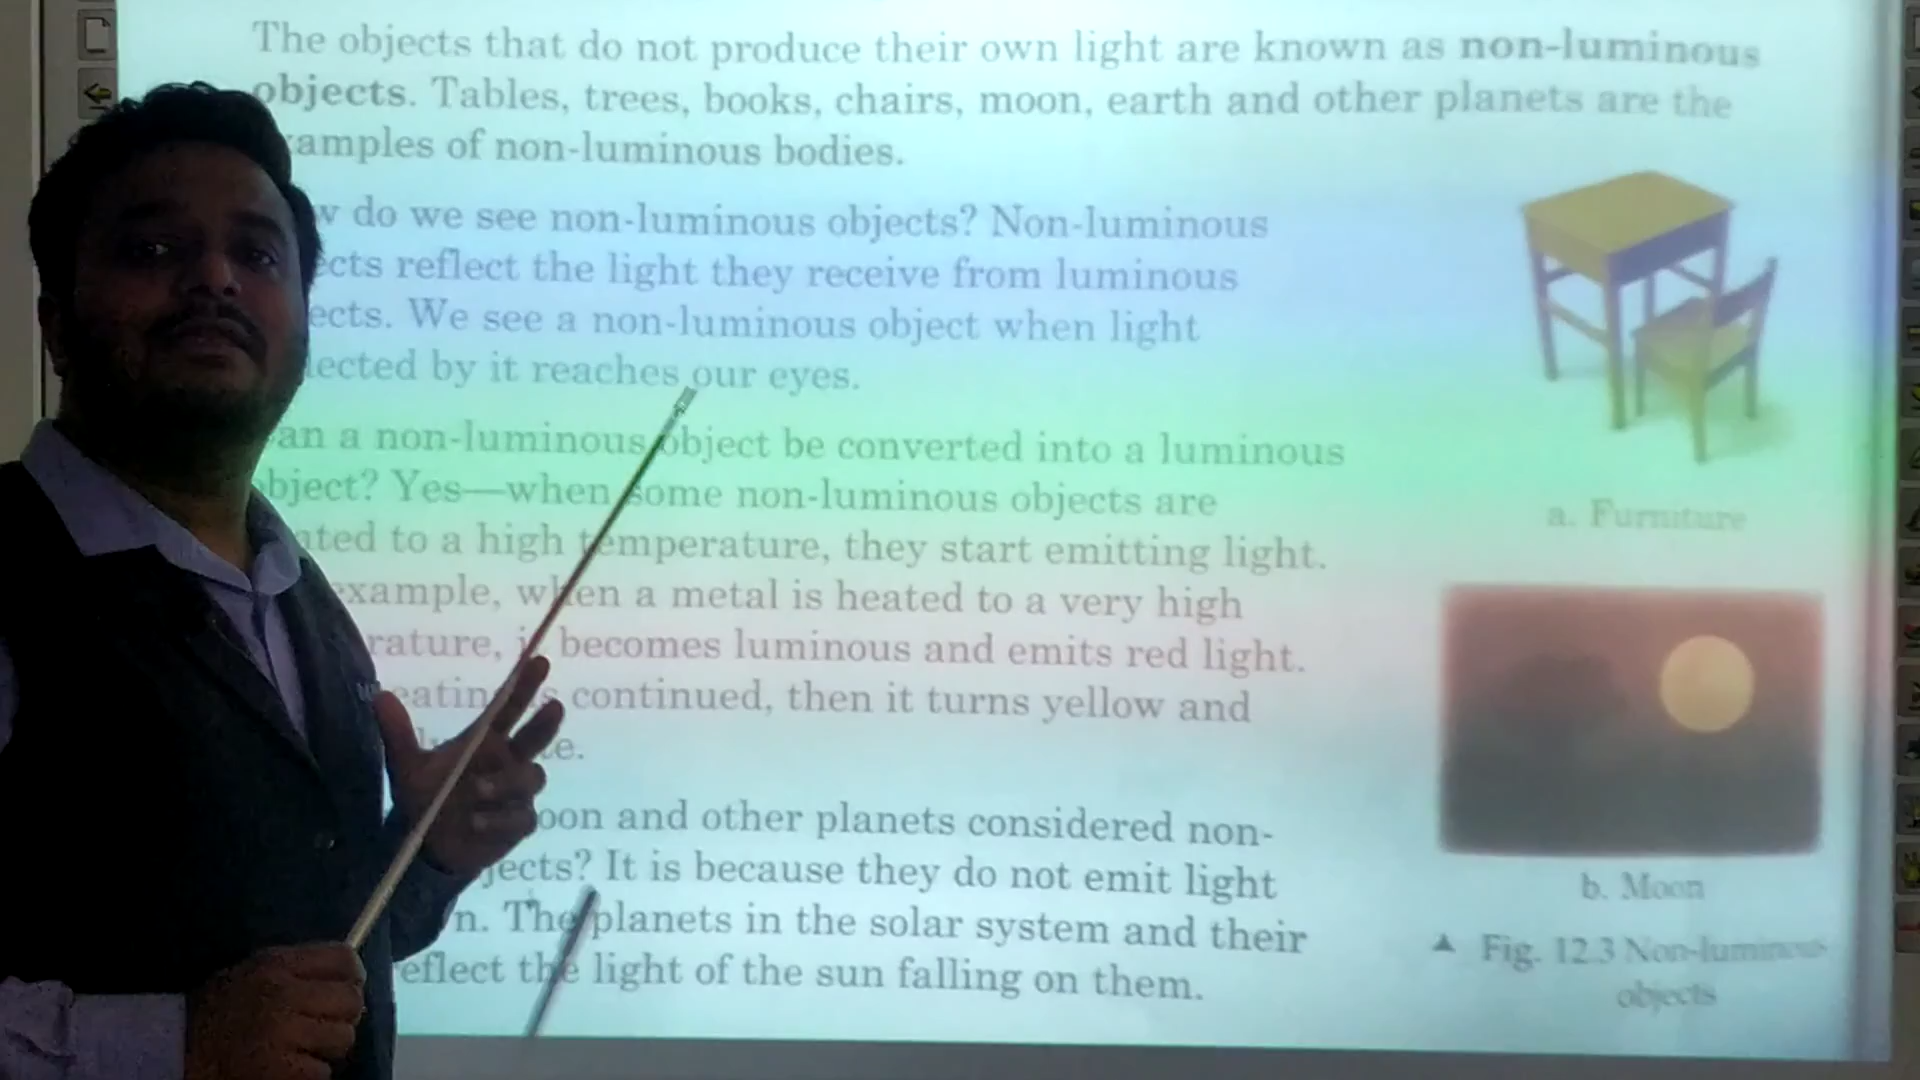 The objects that do not produce their own light are known as non-luminous
objects. Tables, trees, books, chairs, moon, earth and other planets are the
amples of non-luminous bodies.
w do we see non-luminous objects? Non-luminous
ects reflect the light they receive from luminous
ects. We see a non-luminous object when light
lected by it reaches our eyes.
an a non-luminous object be converted into a luminous
bject? Yes—when some non-luminous objects are
ated to a high temperature, they start emitting light.
example, when a metal is heated to a very high
rature, it becomes luminous and emits red light.
eating is continued, then it turns yellow and
e.
oon and other planets considered non-
jects? It is because they do not emit light
n. The planets in the solar system and their
eflect the light of the sun falling on them.
a. Furniture
b. Moon
▲ Fig. 12.3 Non-luminous
objects